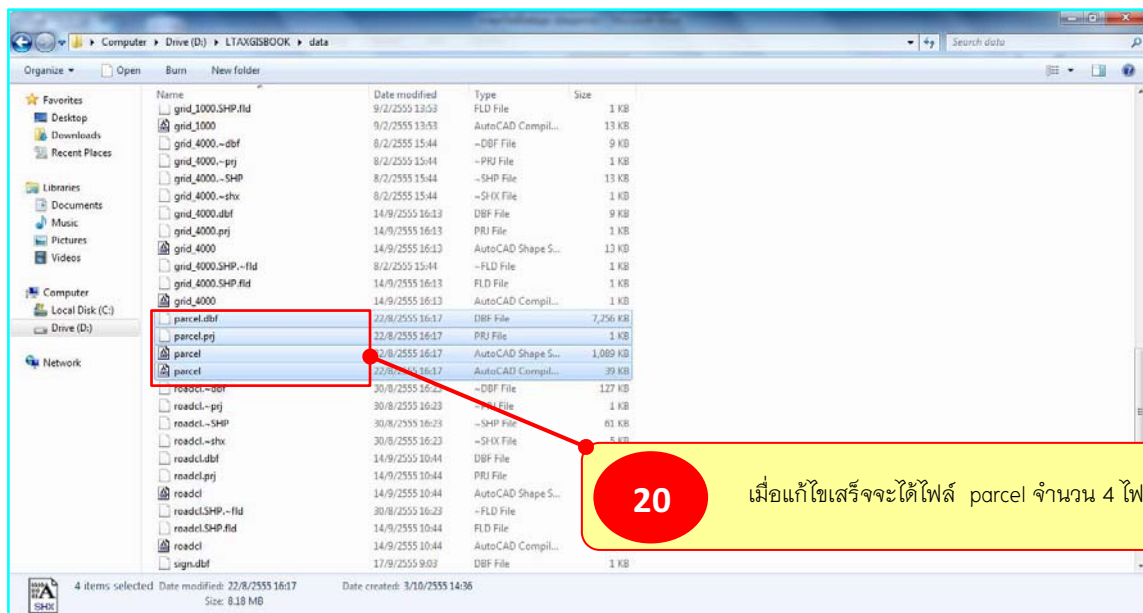 Computer ▸ Drive (D:) ▸ LTAXGISBOOK ▸ data
Search data
Organize Open Burn New folder
Favorites
Desktop
Downloads
Recent Places
Libraries
Documents
Music
Pictures
Videos
Computer
Local Disk (C:)
Drive (D:)
Network
Name Date modified Type Size
grid_1000.SHP.fld 9/2/2555 13:53 FLD File 1 KB
grid_1000 9/2/2555 13:53 AutoCAD Compil... 13 KB
grid_4000.~dbf 8/2/2555 15:44 ~DBF File 9 KB
grid_4000.~prj 8/2/2555 15:44 ~PRJ File 1 KB
grid_4000.~SHP 8/2/2555 15:44 ~SHP File 13 KB
grid_4000.~shx 8/2/2555 15:44 ~SHX File 1 KB
grid_4000.dbf 14/9/2555 16:13 DBF File 9 KB
grid_4000.prj 14/9/2555 16:13 PRJ File 1 KB
grid_4000 14/9/2555 16:13 AutoCAD Shape S... 13 KB
grid_4000.SHP.~fld 8/2/2555 15:44 ~FLD File 1 KB
grid_4000.SHP.fld 14/9/2555 16:13 FLD File 1 KB
grid_4000 14/9/2555 16:13 AutoCAD Compil... 1 KB
parcel.dbf 22/8/2555 16:17 DBF File 7,256 KB
parcel.prj 22/8/2555 16:17 PRJ File 1 KB
parcel 22/8/2555 16:17 AutoCAD Shape S... 1,089 KB
parcel 22/8/2555 16:17 AutoCAD Compil... 39 KB
roadcl.~dbf 30/8/2555 16:23 ~DBF File 127 KB
roadcl.~prj 30/8/2555 16:23 ~PRJ File 1 KB
roadcl.~SHP 30/8/2555 16:23 ~SHP File 61 KB
roadcl.~shx 30/8/2555 16:23 ~SHX File 5 KB
roadcl.dbf 14/9/2555 10:44 DBF File
roadcl.prj 14/9/2555 10:44 PRJ File
roadcl 14/9/2555 10:44 AutoCAD Shape S...
roadcl.SHP.~fld 30/8/2555 16:23 ~FLD File
roadcl.SHP.fld 14/9/2555 10:44 FLD File
roadcl 14/9/2555 10:44 AutoCAD Compil...
sign.dbf 17/9/2555 9:03 DBF File 1 KB
20 เมื่อแก้ไขเสร็จจะได้ไฟล์ parcel จำนวน 4 ไฟ
4 items selected Date modified: 22/8/2555 16:17 Date created: 3/10/2555 14:36
Size: 8.18 MB
SHX